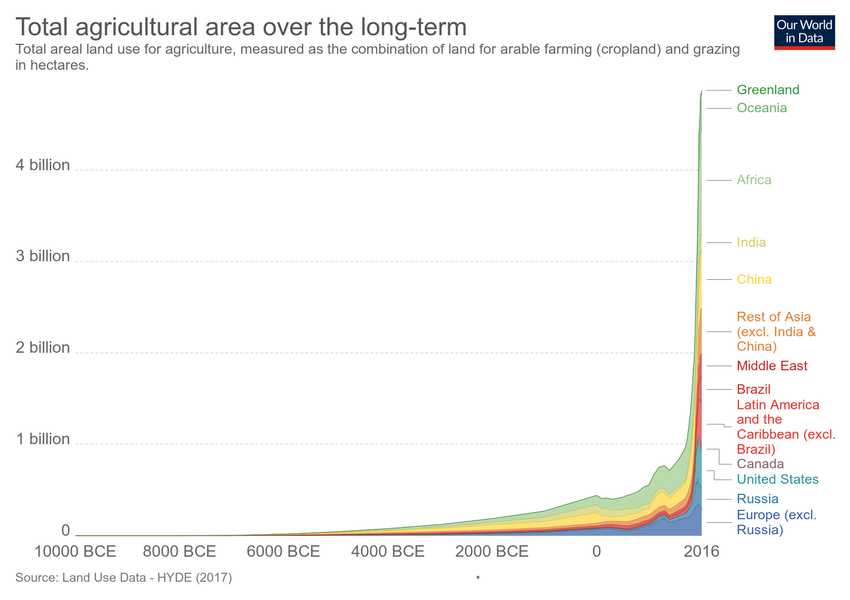 Total agricultural area over the long-term
Our World
in Data
Total areal land use for agriculture, measured as the combination of land for arable farming (cropland) and grazing
in hectares.
Greenland
Oceania
4 billion
Africa
India
3 billion
China
Rest of Asia
(excl. India &
China)
2 billion
Middle East
Brazil
Latin America
and the
Caribbean (excl.
Brazil)
1 billion
Canada
United States
Russia
Europe (excl.
Russia)
0
10000 BCE 8000 BCE 6000 BCE 4000 BCE 2000 BCE 0 2016
Source: Land Use Data - HYDE (2017)